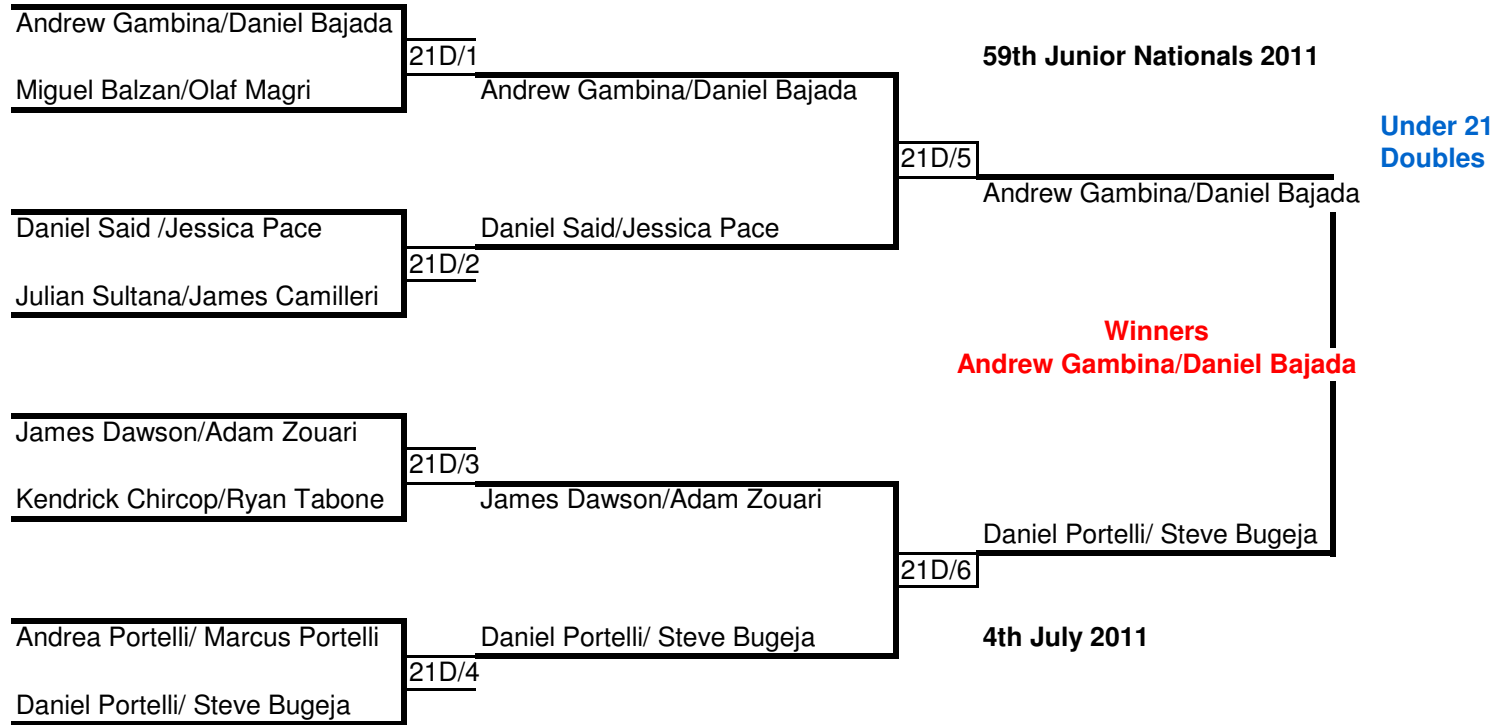 Andrew Gambina/Daniel Bajada
21D/1
59th Junior Nationals 2011
Miguel Balzan/Olaf Magri
Andrew Gambina/Daniel Bajada
Under 21
Doubles
21D/5
Andrew Gambina/Daniel Bajada
Daniel Said /Jessica Pace
Daniel Said/Jessica Pace
21D/2
Julian Sultana/James Camilleri
Winners
Andrew Gambina/Daniel Bajada
James Dawson/Adam Zouari
21D/3
Kendrick Chircop/Ryan Tabone
James Dawson/Adam Zouari
Daniel Portelli/ Steve Bugeja
21D/6
Andrea Portelli/ Marcus Portelli
Daniel Portelli/ Steve Bugeja
4th July 2011
21D/4
Daniel Portelli/ Steve Bugeja